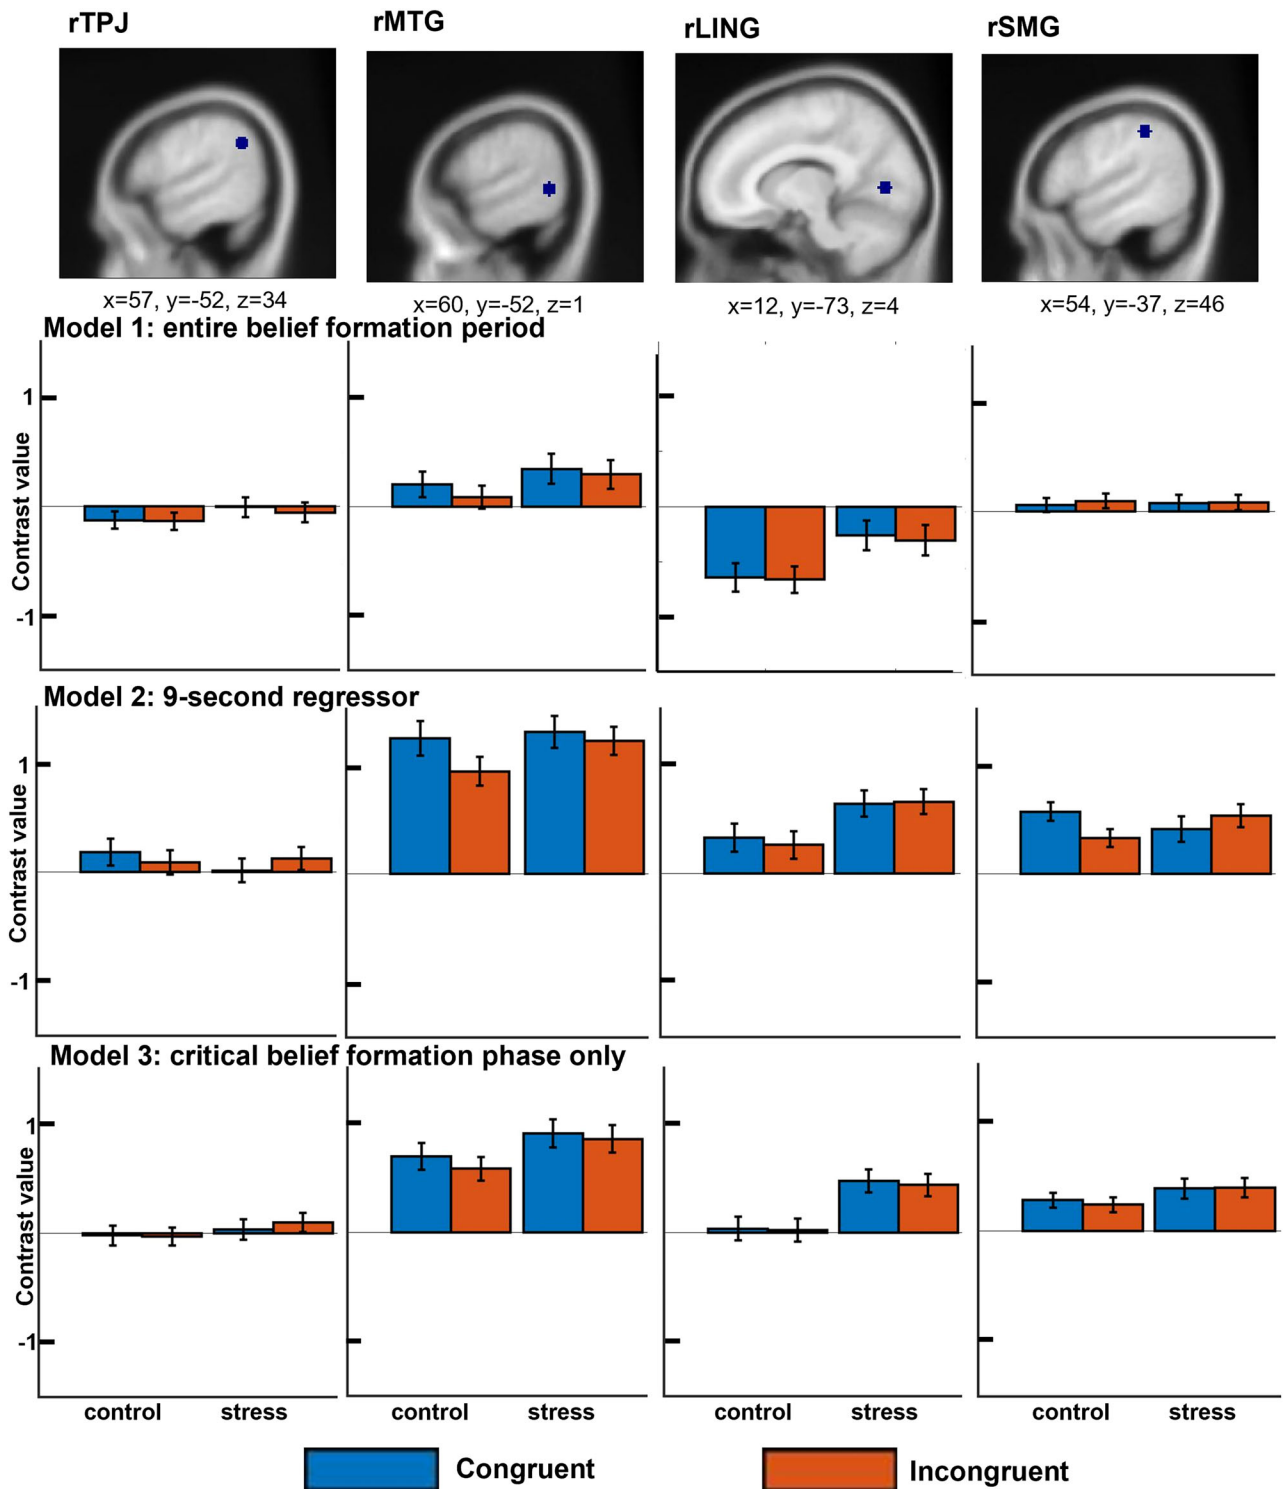 rTPJ rMTG rLING rSMG
x=57, y=-52, z=34 x=60, y=-52, z=1 x=12, y=-73, z=4 x=54, y=-37, z=46
Model 1: entire belief formation period
1
Contrast value
-1
Model 2: 9-second regressor
1
Contrast value
-1
Model 3: critical belief formation phase only
1
Contrast value
-1
control stress control stress control stress control stress
Congruent Incongruent